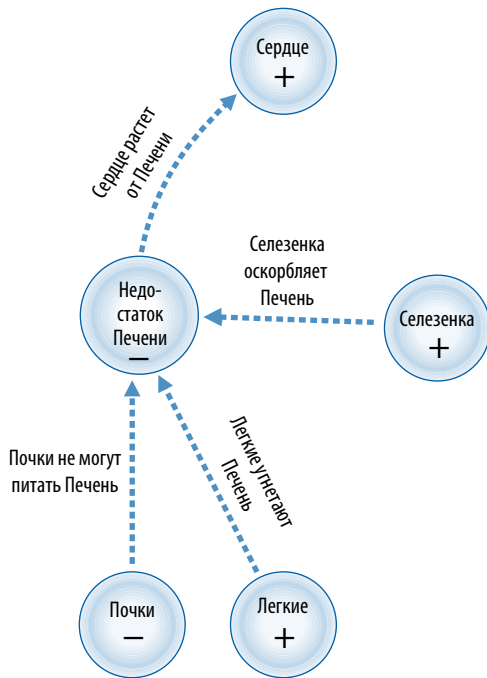 Сердце
+
Сердце растет
от Печени
Селезенка
оскорбляет
Печень
Недо-
статок
Печени
–
Селезенка
+
Почки не могут
питать Печень
Легкие угнетают
Печень
Почки
–
Легкие
+